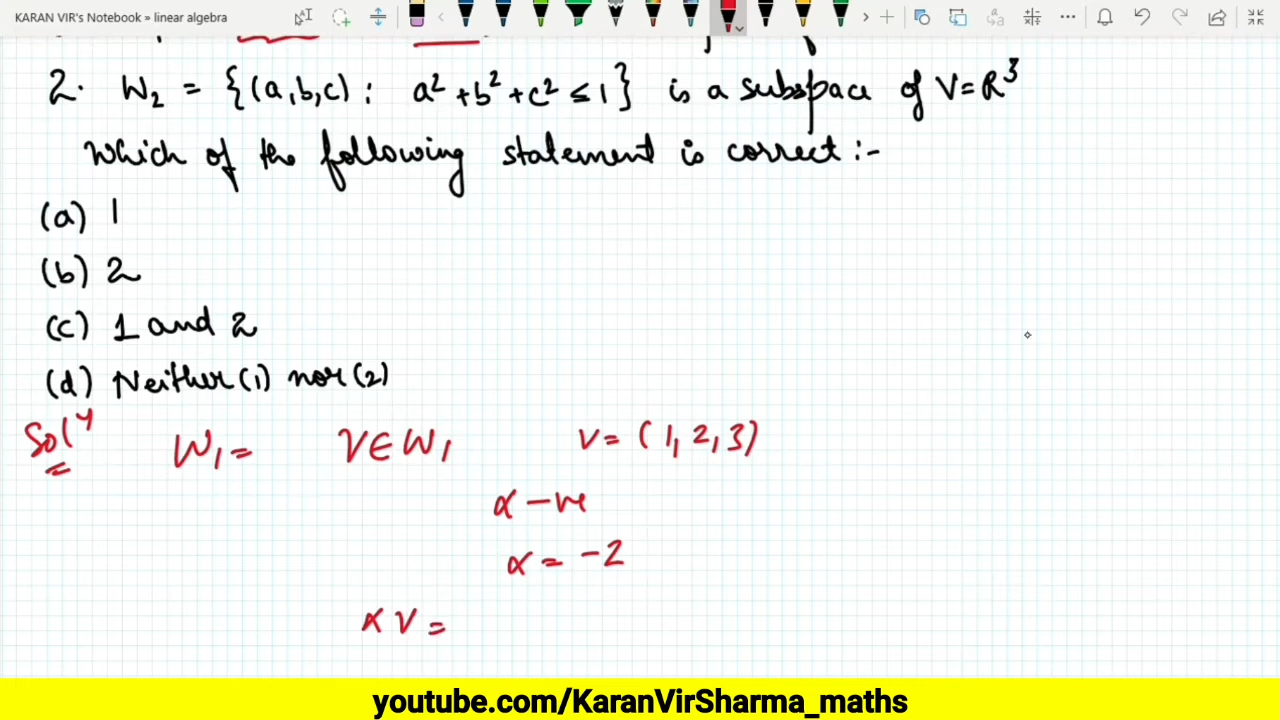 KARAN VIR's Notebook » linear algebra
2. W₂ = {(a,b,c) : a²+b²+c² ≤ 1} is a subspace of V=R³
Which of the following statement is correct :-
(a) 1
(b) 2
(c) 1 and 2
(d) Neither (1) nor (2)
Solⁿ W₁ = V ∈ W₁ v = (1, 2, 3)
α -ve
α = -2
α V =
youtube.com/KaranVirSharma_maths